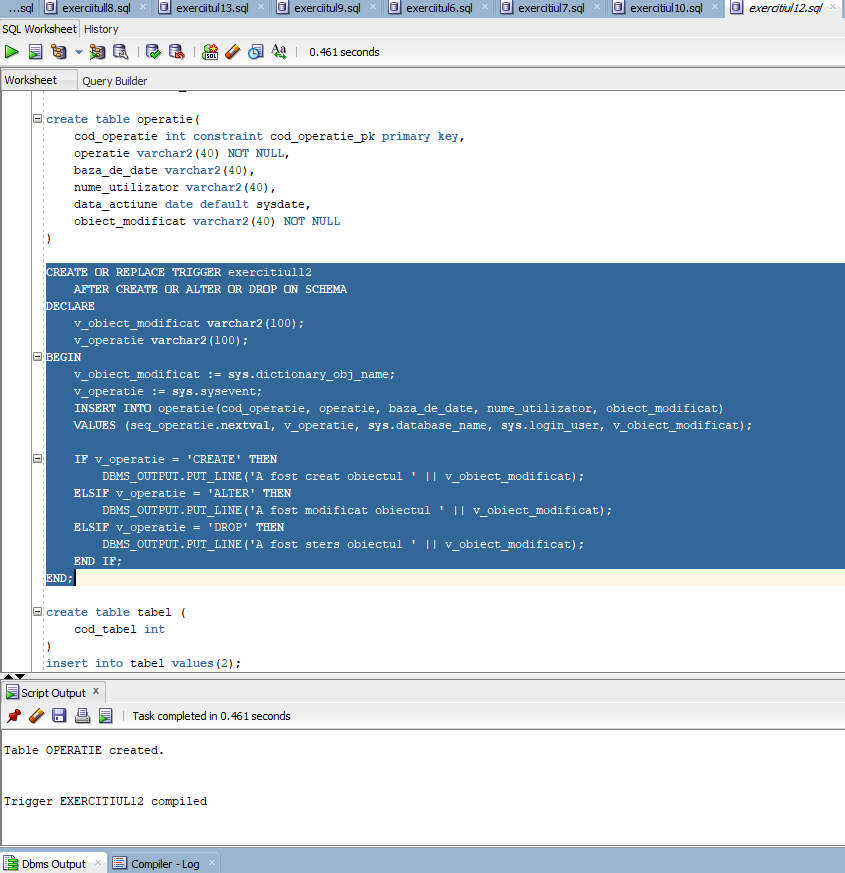 ...sql exercitiull8.sql exerciitul13.sql exerciitul9.sql exerciitul6.sql exercitiul7.sql exercitiul10.sql exercitiul12.sql
SQL Worksheet History
0.461 seconds
Worksheet Query Builder
create table operatie(
cod_operatie int constraint cod_operatie_pk primary key,
operatie varchar2(40) NOT NULL,
baza_de_date varchar2(40),
nume_utilizator varchar2(40),
data_actiune date default sysdate,
obiect_modificat varchar2(40) NOT NULL
)
CREATE OR REPLACE TRIGGER exercitiul12
AFTER CREATE OR ALTER OR DROP ON SCHEMA
DECLARE
v_obiect_modificat varchar2(100);
v_operatie varchar2(100);
BEGIN
v_obiect_modificat := sys.dictionary_obj_name;
v_operatie := sys.sysevent;
INSERT INTO operatie(cod_operatie, operatie, baza_de_date, nume_utilizator, obiect_modificat)
VALUES (seq_operatie.nextval, v_operatie, sys.database_name, sys.login_user, v_obiect_modificat);
IF v_operatie = 'CREATE' THEN
DBMS_OUTPUT.PUT_LINE('A fost creat obiectul ' || v_obiect_modificat);
ELSIF v_operatie = 'ALTER' THEN
DBMS_OUTPUT.PUT_LINE('A fost modificat obiectul ' || v_obiect_modificat);
ELSIF v_operatie = 'DROP' THEN
DBMS_OUTPUT.PUT_LINE('A fost sters obiectul ' || v_obiect_modificat);
END IF;
END;
create table tabel (
cod_tabel int
)
insert into tabel values(2);
Script Output x
Task completed in 0.461 seconds
Table OPERATIE created.
Trigger EXERCITIUL12 compiled
Dbms Output Compiler - Log